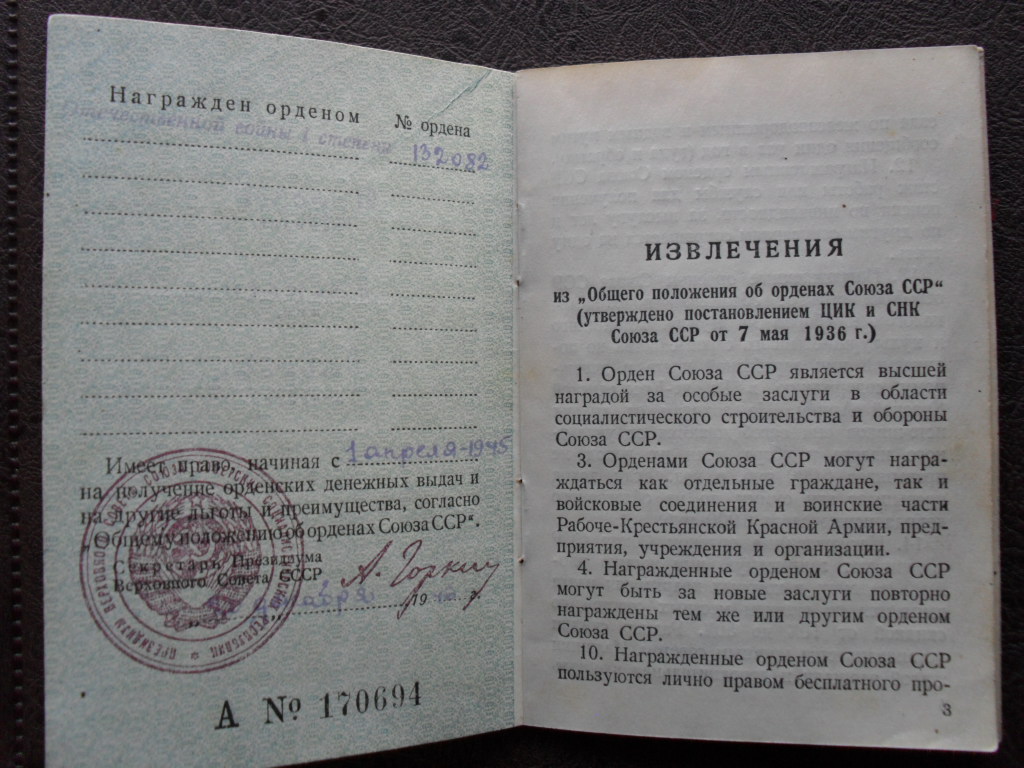 Награжден орденом № ордена
Отечественной войны I степени 132082
Имеет право, начиная с 1 апреля 1945
на получение орденских денежных выдач и
на другие льготы и преимущества, согласно
„Общему положению об орденах Союза ССР“.
Секретарь Президиума
Верховного Совета СССР А. Горкин
декабря 19 г.
ПРЕЗИДИУМ ВЕРХОВНОГО
А № 170694
ИЗВЛЕЧЕНИЯ
из „Общего положения об орденах Союза ССР“
(утверждено постановлением ЦИК и СНК
Союза ССР от 7 мая 1936 г.)
1. Орден Союза ССР является высшей
наградой за особые заслуги в области
социалистического строительства и обороны
Союза ССР.
3. Орденами Союза ССР могут награ-
ждаться как отдельные граждане, так и
войсковые соединения и воинские части
Рабоче-Крестьянской Красной Армии, пред-
приятия, учреждения и организации.
4. Награжденные орденом Союза ССР
могут быть за новые заслуги повторно
награждены тем же или другим орденом
Союза ССР.
10. Награжденные орденом Союза ССР
пользуются лично правом бесплатного про-
3